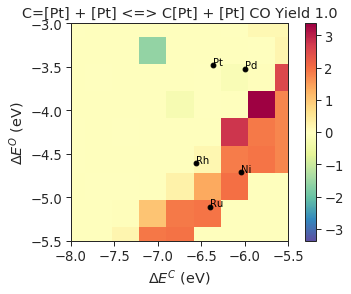 C=[Pt] + [Pt] <=> C[Pt] + [Pt] CO Yield 1.0
−3.0
−3.5
−4.0
−4.5
−5.0
−5.5
ΔE^O (eV)
Pt
Pd
Rh
Ni
Ru
−8.0 −7.5 −7.0 −6.5 −6.0 −5.5
ΔE^C (eV)
3
2
1
0
−1
−2
−3